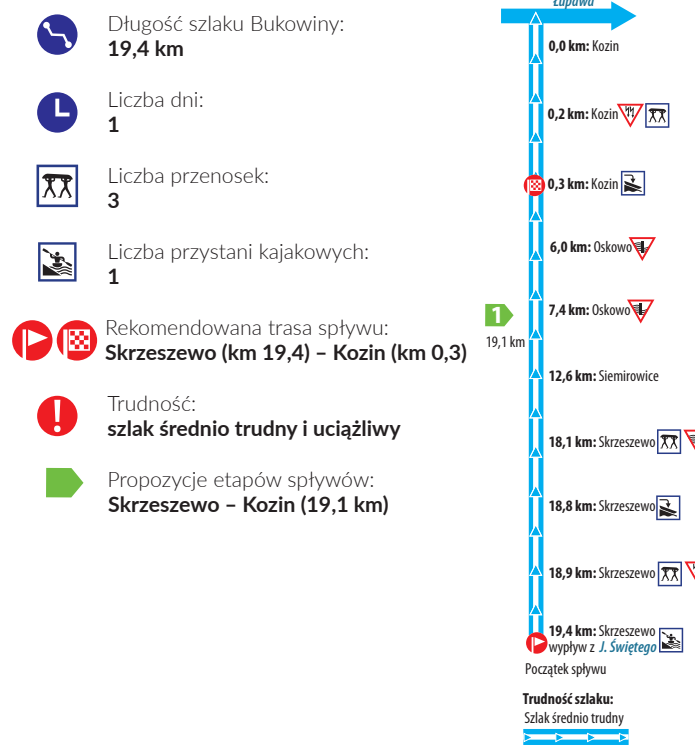 Długość szlaku Bukowiny:
19,4 km
Liczba dni:
1
Liczba przenosek:
3
Liczba przystani kajakowych:
1
Rekomendowana trasa spływu:
Skrzeszewo (km 19,4) – Kozin (km 0,3)
Trudność:
szlak średnio trudny i uciążliwy
Propozycje etapów spływów:
Skrzeszewo – Kozin (19,1 km)
Łupawa
0,0 km: Kozin
0,2 km: Kozin
0,3 km: Kozin
6,0 km: Oskowo
7,4 km: Oskowo
1
19,1 km
12,6 km: Siemirowice
18,1 km: Skrzeszewo
18,8 km: Skrzeszewo
18,9 km: Skrzeszewo
19,4 km: Skrzeszewo
wypływ z J. Świętego
Początek spływu
Trudność szlaku:
Szlak średnio trudny